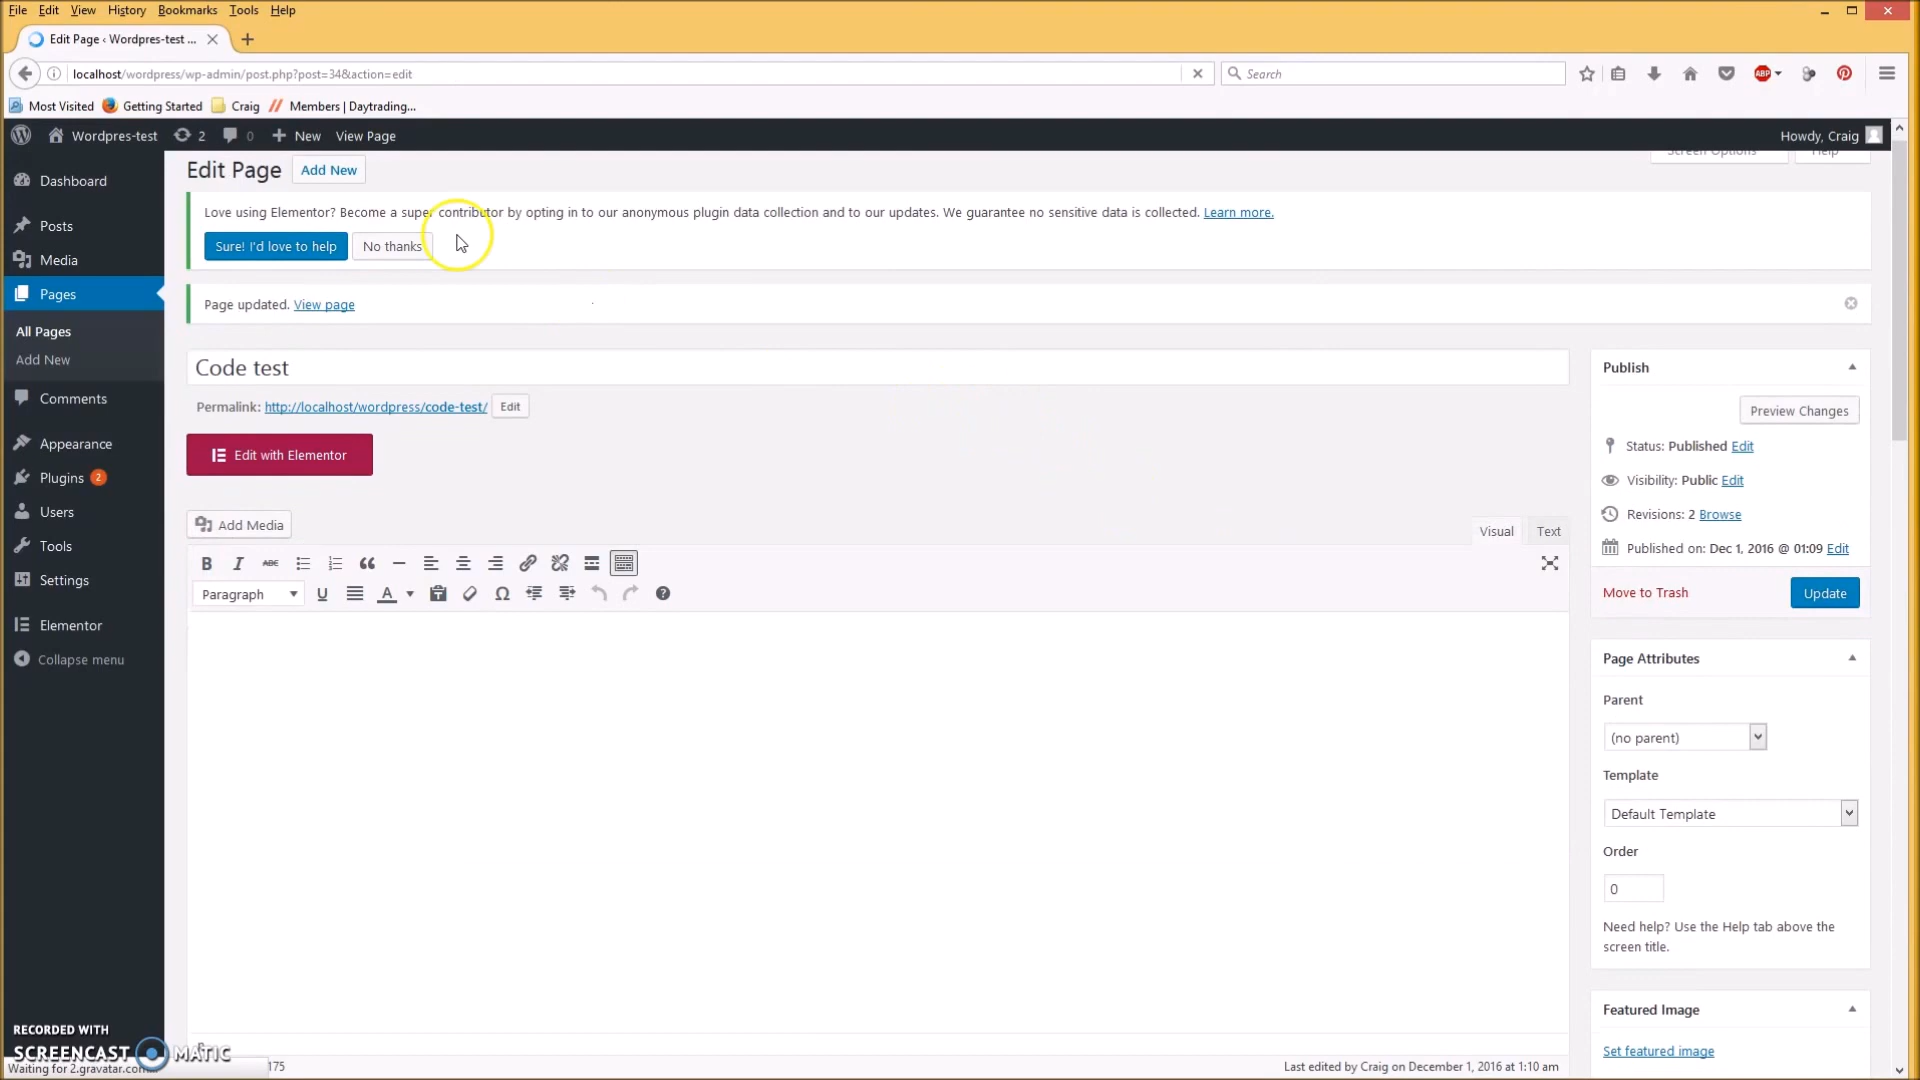 File Edit View History Bookmarks Tools Help
Edit Page ‹ Wordpres-test ...
localhost/wordpress/wp-admin/post.php?post=34&action=edit
Search
Most Visited Getting Started Craig Members | Daytrading...
Wordpres-test 2 0 New View Page Howdy, Craig
Edit Page Add New Screen Options Help
Love using Elementor? Become a super contributor by opting in to our anonymous plugin data collection and to our updates. We guarantee no sensitive data is collected. Learn more.
Sure! I'd love to help No thanks
Page updated. View page
Dashboard
Posts
Media
Pages
All Pages
Add New
Comments
Appearance
Plugins 2
Users
Tools
Settings
Elementor
Collapse menu
Code test
Permalink: http://localhost/wordpress/code-test/ Edit
Edit with Elementor
Add Media
Visual Text
B I ABC
Paragraph U A Ω
Publish
Preview Changes
Status: Published Edit
Visibility: Public Edit
Revisions: 2 Browse
Published on: Dec 1, 2016 @ 01:09 Edit
Move to Trash Update
Page Attributes
Parent
(no parent)
Template
Default Template
Order
0
Need help? Use the Help tab above the
screen title.
Featured Image
Set featured image
RECORDED WITH
SCREENCAST MATIC
Waiting for 2.gravatar.com...
175
Last edited by Craig on December 1, 2016 at 1:10 am
ABP